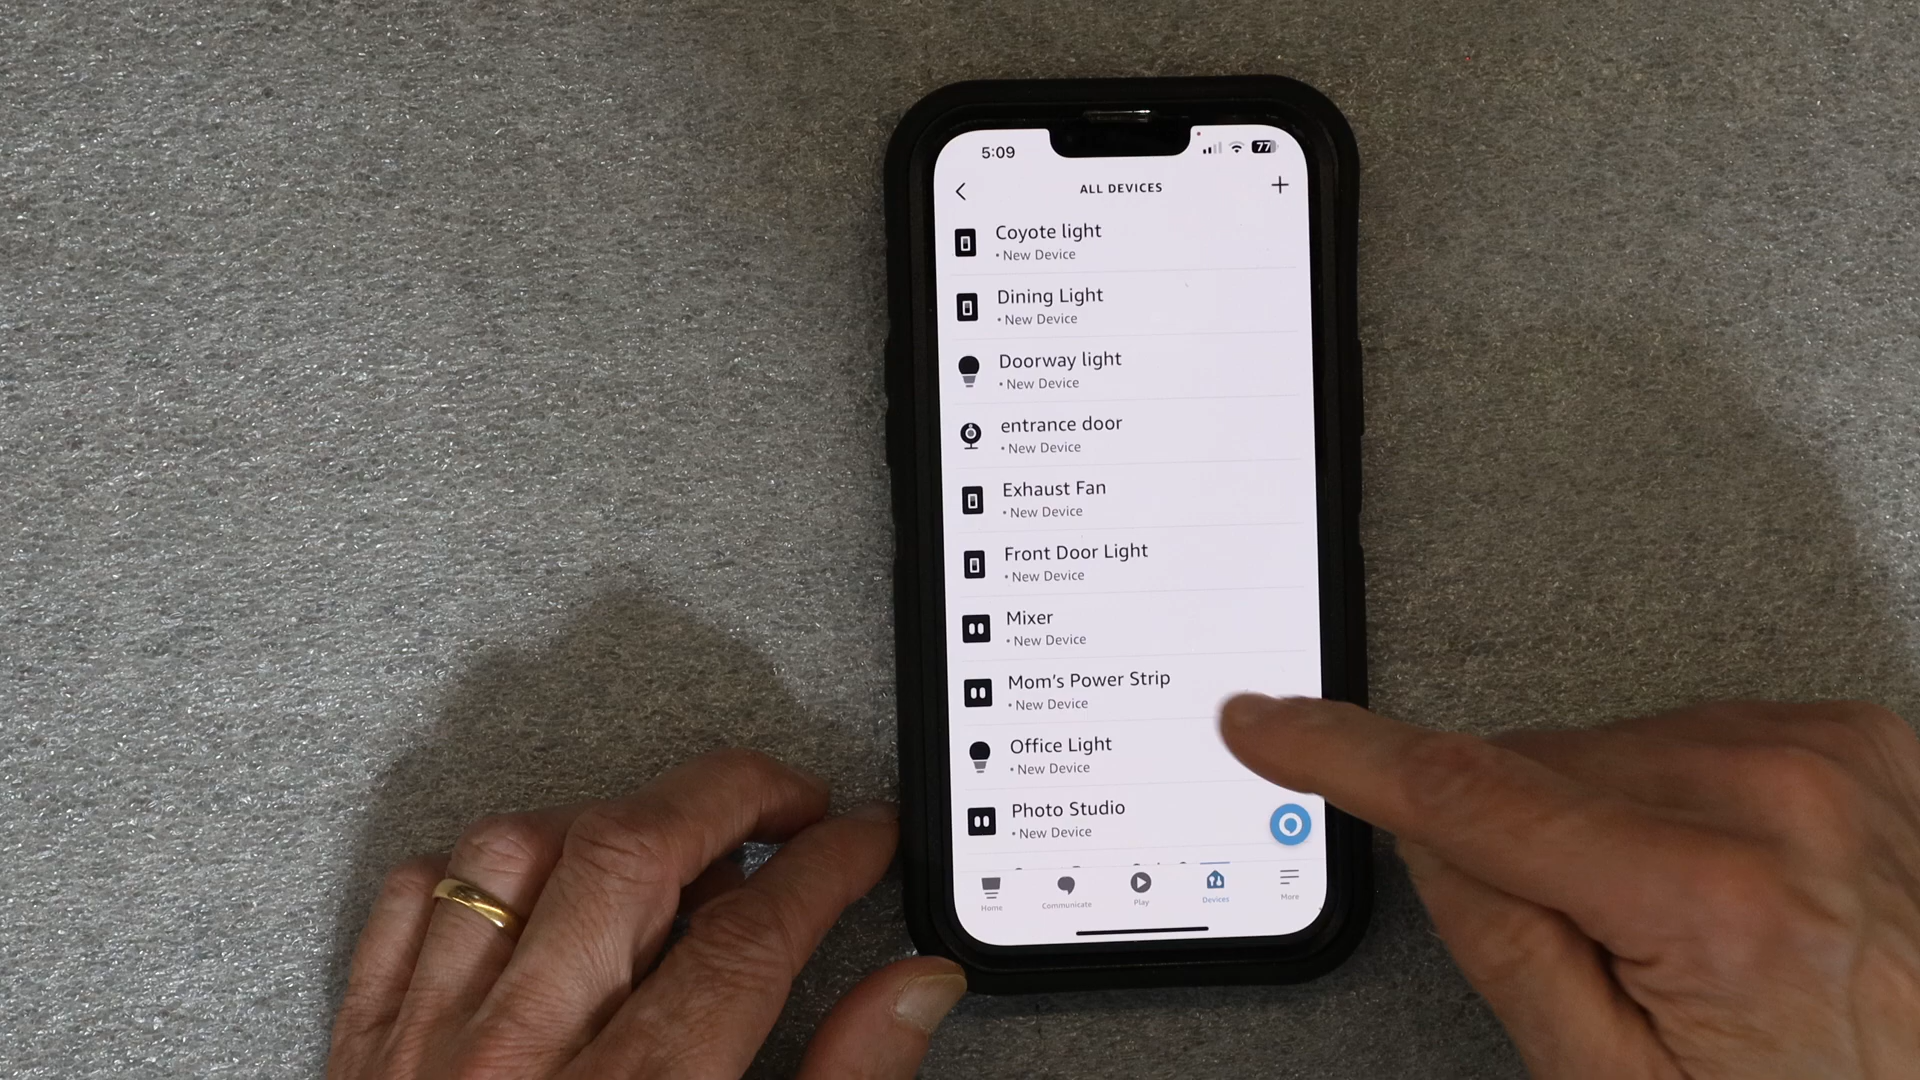 5:09
77
ALL DEVICES
Coyote light
• New Device
Dining Light
• New Device
Doorway light
• New Device
entrance door
• New Device
Exhaust Fan
• New Device
Front Door Light
• New Device
Mixer
• New Device
Mom's Power Strip
• New Device
Office Light
• New Device
Photo Studio
• New Device
Home
Communicate
Play
Devices
More